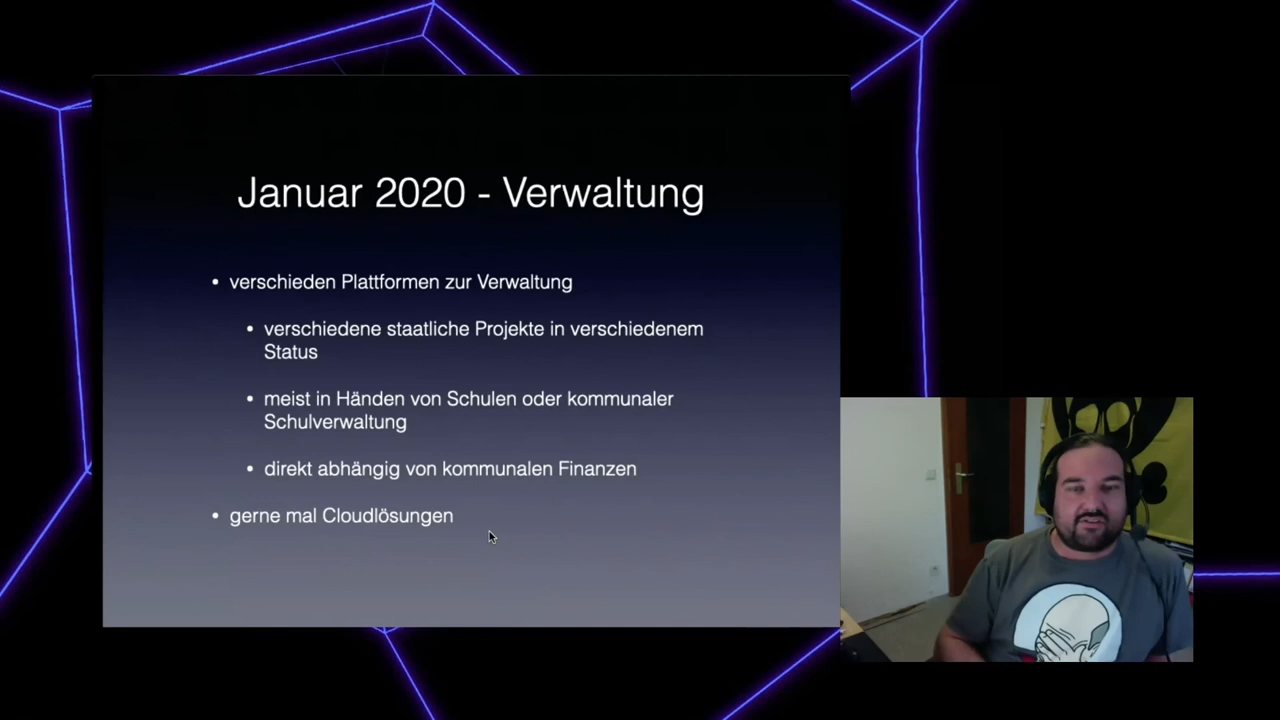 Januar 2020 - Verwaltung
• verschieden Plattformen zur Verwaltung
• verschiedene staatliche Projekte in verschiedenem
Status
• meist in Händen von Schulen oder kommunaler
Schulverwaltung
• direkt abhängig von kommunalen Finanzen
• gerne mal Cloudlösungen